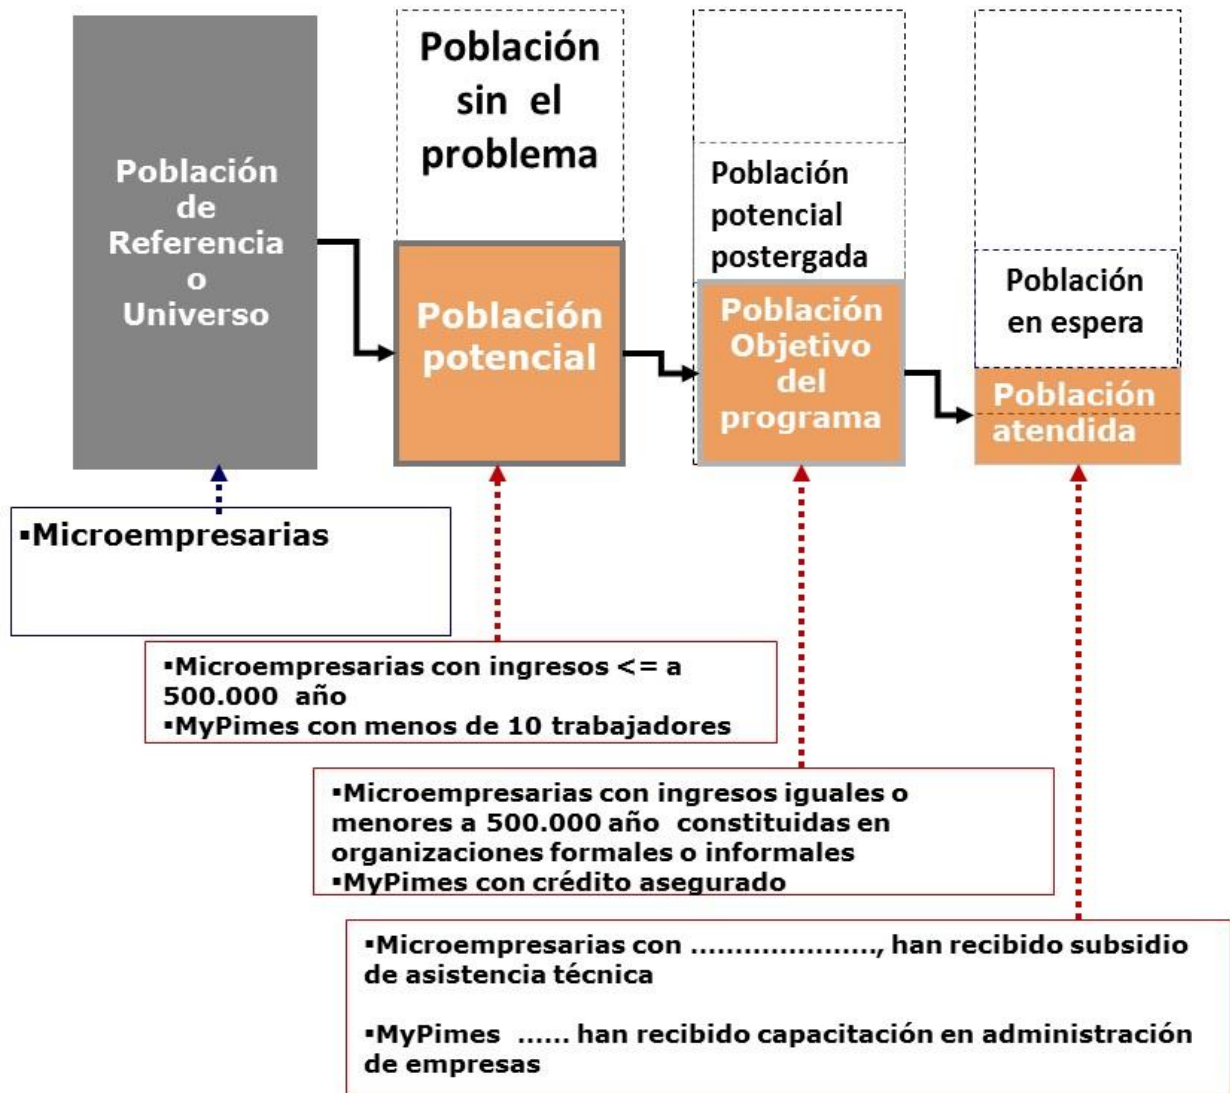 Población
de
Referencia
o
Universo
Población
sin el
problema
Población
potencial
Población
potencial
postergada
Población
Objetivo
del
programa
Población
en espera
Población
atendida
▪Microempresarias
▪Microempresarias con ingresos <= a
500.000 año
▪MyPimes con menos de 10 trabajadores
▪Microempresarias con ingresos iguales o
menores a 500.000 año constituidas en
organizaciones formales o informales
▪MyPimes con crédito asegurado
▪Microempresarias con ....................., han recibido subsidio
de asistencia técnica
▪MyPimes ...... han recibido capacitación en administración
de empresas